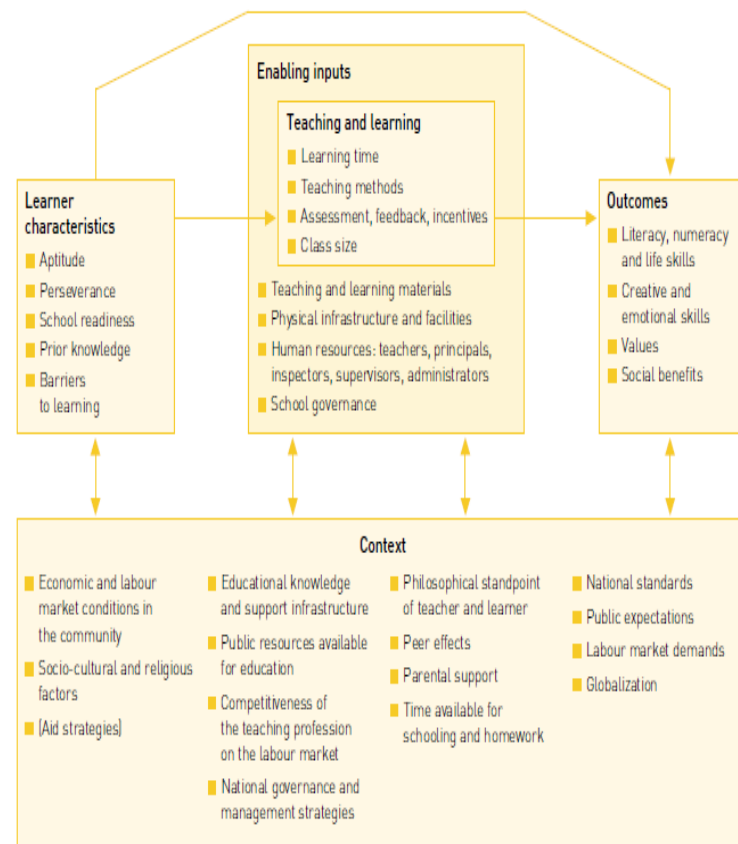 Enabling inputs
Teaching and learning
Learning time
Teaching methods
Assessment, feedback, incentives
Class size
Teaching and learning materials
Physical infrastructure and facilities
Human resources: teachers, principals,
inspectors, supervisors, administrators
School governance
Learner
characteristics
Aptitude
Perseverance
School readiness
Prior knowledge
Barriers
to learning
Outcomes
Literacy, numeracy
and life skills
Creative and
emotional skills
Values
Social benefits
Context
Economic and labour
market conditions in
the community
Socio-cultural and religious
factors
(Aid strategies)
Educational knowledge
and support infrastructure
Public resources available
for education
Competitiveness of
the teaching profession
on the labour market
National governance and
management strategies
Philosophical standpoint
of teacher and learner
Peer effects
Parental support
Time available for
schooling and homework
National standards
Public expectations
Labour market demands
Globalization